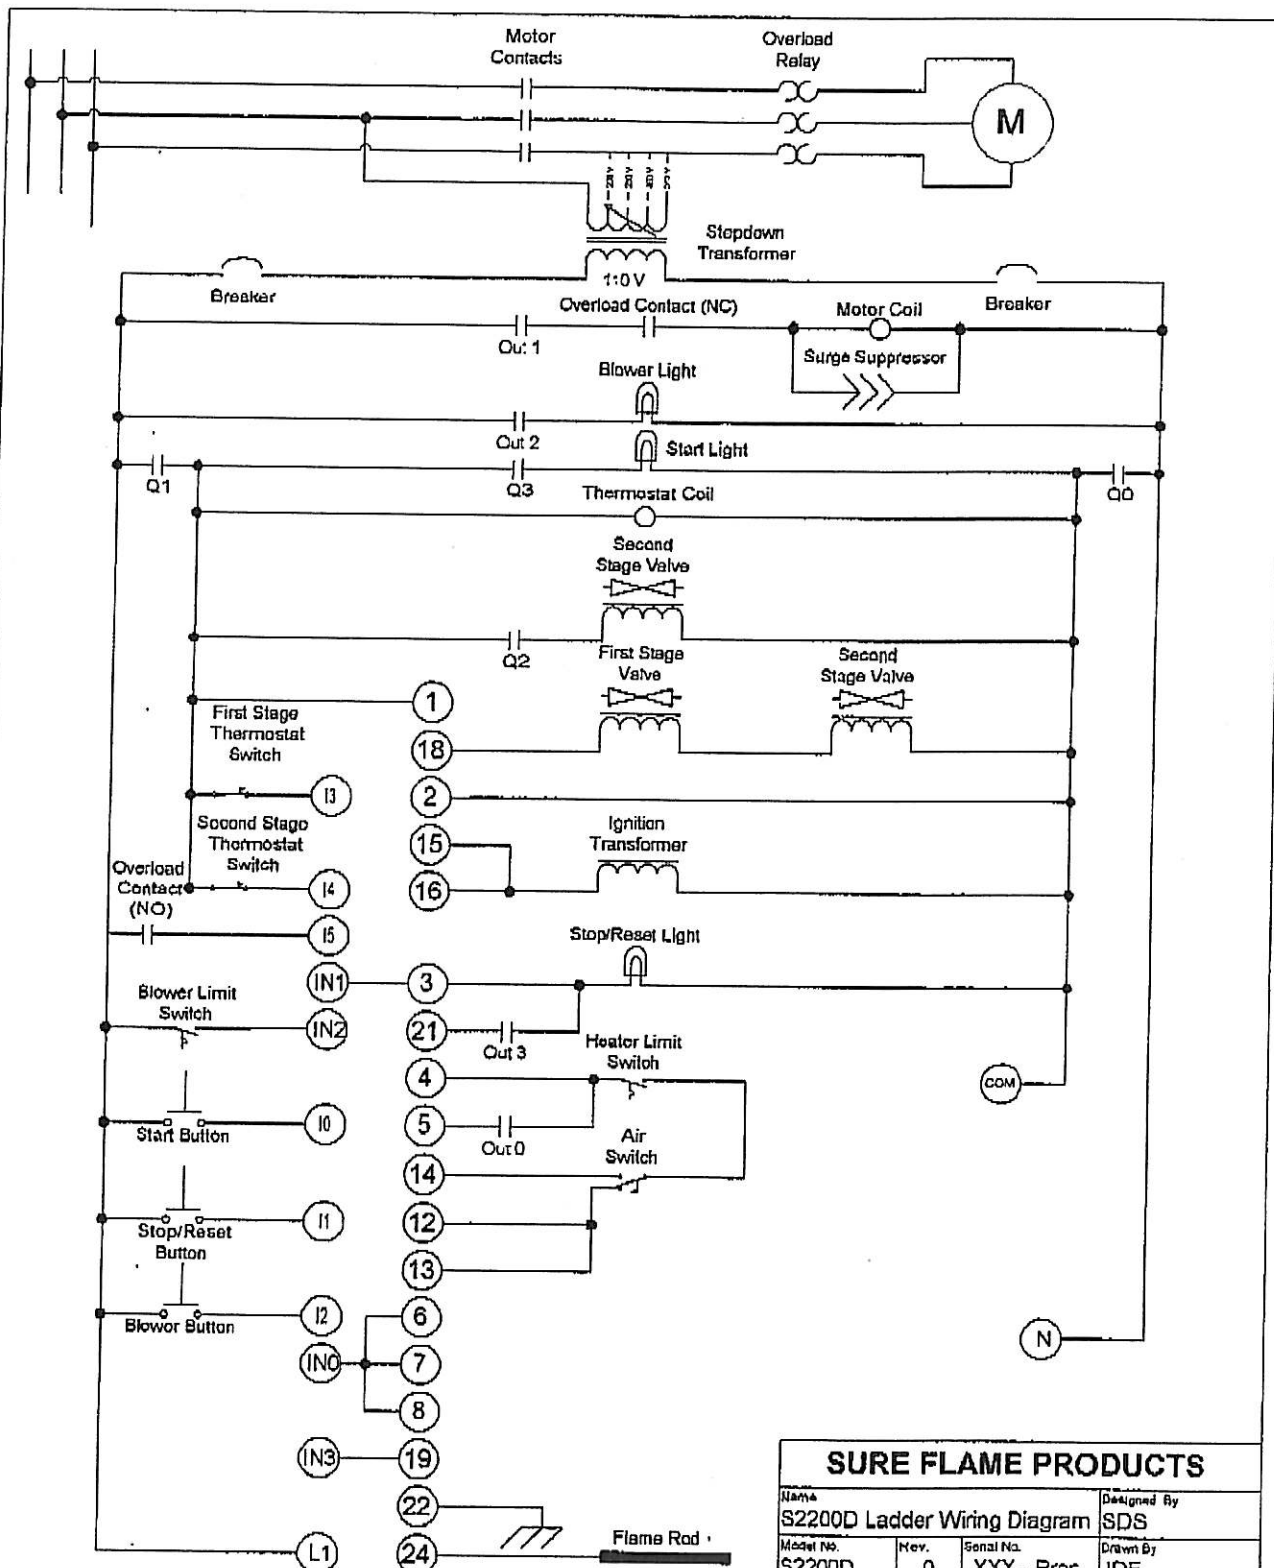 Motor
Contacts
Overload
Relay
M
Stepdown
Transformer
110 V
Breaker
Breaker
Overload Contact (NC)
Motor Coil
Out 1
Surge Suppressor
Blower Light
Out 2
Start Light
Q1
Q3
Q0
Thermostat Coil
Second
Stage Valve
Q2
First Stage
Valve
Second
Stage Valve
1
First Stage
Thermostat
Switch
18
I3
2
Second Stage
Thermostat
Switch
15
Ignition
Transformer
Overload
Contact
(NO)
I4
16
I5
Stop/Reset Light
IN1
3
Blower Limit
Switch
IN2
21
Out 3
Heater Limit
Switch
4
COM
Start Button
I0
5
Out 0
Air
Switch
14
Stop/Reset
Button
I1
12
13
Blower Button
I2
6
N
IN0
7
8
IN3
19
22
L1
24
Flame Rod
SURE FLAME PRODUCTS
Name
S2200D Ladder Wiring Diagram
Designed By
SDS
Model No.
S2200D
Rev.
0
Serial No.
XXX - Pres
Drawn By
JDE